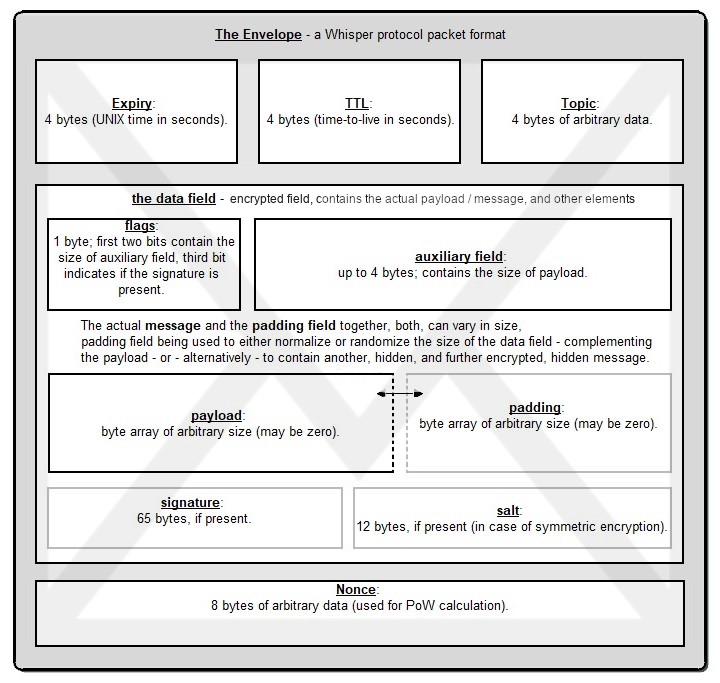 The Envelope - a Whisper protocol packet format
Expiry:
4 bytes (UNIX time in seconds).
TTL:
4 bytes (time-to-live in seconds).
Topic:
4 bytes of arbitrary data.
the data field - encrypted field, contains the actual payload / message, and other elements
flags:
1 byte; first two bits contain the
size of auxiliary field, third bit
indicates if the signature is
present.
auxiliary field:
up to 4 bytes; contains the size of payload.
The actual message and the padding field together, both, can vary in size,
padding field being used to either normalize or randomize the size of the data field - complementing
the payload - or - alternatively - to contain another, hidden, and further encrypted, hidden message.
payload:
byte array of arbitrary size (may be zero).
padding:
byte array of arbitrary size (may be zero).
signature:
65 bytes, if present.
salt:
12 bytes, if present (in case of symmetric encryption).
Nonce:
8 bytes of arbitrary data (used for PoW calculation).